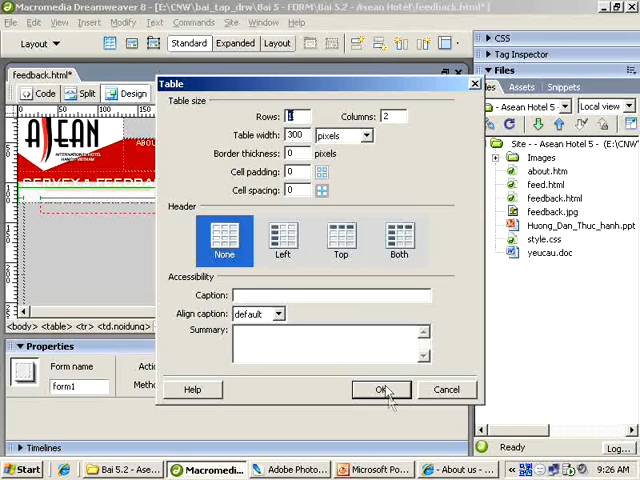 Macromedia Dreamweaver 8 - [E:\CNW\bai_tap_drw\Bai 5 - FORM\Bai 5.2 - Asean Hotel\feedback.html*]
File Edit View Insert Modify Text Commands Site Window Help
Layout Standard Expanded Layout
CSS
Tag Inspector
Files
Assets Snippets
feedback.html*
Code Split Design
Table
Table size
Rows: 1 Columns: 2
Table width: 300 pixels
Border thickness: 0 pixels
Cell padding: 0
Cell spacing: 0
Header
None Left Top Both
Accessibility
Caption:
Align caption: default
Summary:
Help OK Cancel
Asean Hotel 5 Local view
Site - Asean Hotel 5 - (E:\CNW
Images
about.htm
feed.html
feedback.html
feedback.jpg
Huong_Dan_Thuc_hanh.ppt
style.css
yeucau.doc
ASEAN
INTERNATIONAL HOTEL
<body> <table> <tr> <td.noidung>
Properties
Form name
form1
Timelines
Ready Log...
Start Bai 5.2 - Ase... Macromedi... Adobe Photo... Microsoft Po... About us - ... 9:26 AM